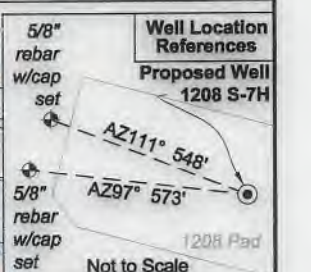 5/8"
rebar
w/cap
set
Well Location
References
Proposed Well
1208 S-7H
AZ111° 548'
AZ97° 573'
5/8"
rebar
w/cap
set
1208 Pad
Not to Scale